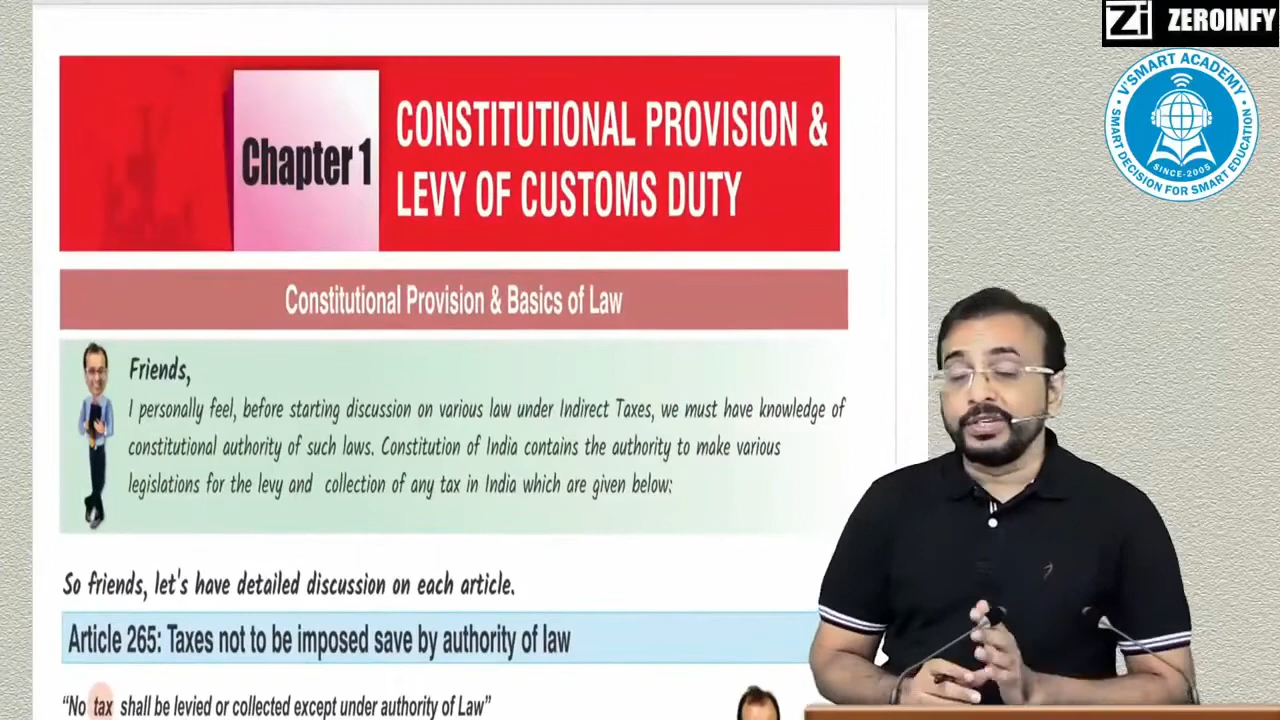 Zi ZEROINFY
V'SMART ACADEMY
SMART DECISION FOR SMART EDUCATION
SINCE-2005
Chapter 1
CONSTITUTIONAL PROVISION &
LEVY OF CUSTOMS DUTY
Constitutional Provision & Basics of Law
Friends,
I personally feel, before starting discussion on various law under Indirect Taxes, we must have knowledge of
constitutional authority of such laws. Constitution of India contains the authority to make various
legislations for the levy and collection of any tax in India which are given below:
So friends, let's have detailed discussion on each article.
Article 265: Taxes not to be imposed save by authority of law
“No tax shall be levied or collected except under authority of Law”